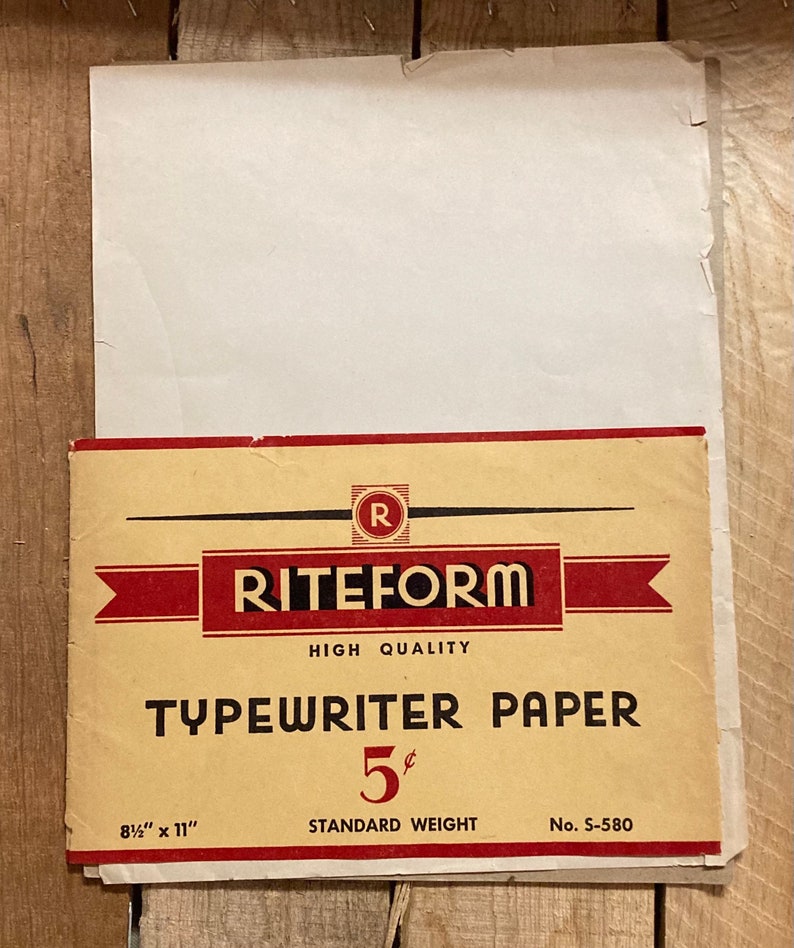 R
RITEFORM
HIGH QUALITY
TYPEWRITER PAPER
5¢
8½" x 11" STANDARD WEIGHT No. S-580